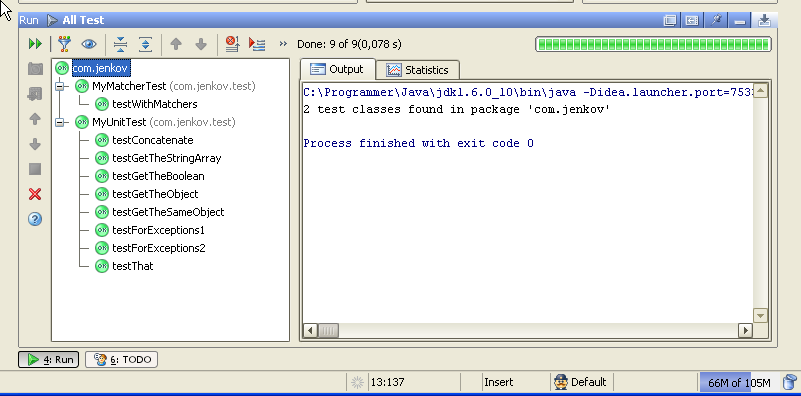 Run All Test
Done: 9 of 9(0,078 s)
com.jenkov
MyMatcherTest (com.jenkov.test)
testWithMatchers
MyUnitTest (com.jenkov.test)
testConcatenate
testGetTheStringArray
testGetTheBoolean
testGetTheObject
testGetTheSameObject
testForExceptions1
testForExceptions2
testThat
Output Statistics
C:\Programmer\Java\jdk1.6.0_10\bin\java -Didea.launcher.port=753
2 test classes found in package 'com.jenkov'
Process finished with exit code 0
4: Run 6: TODO
13:137 Insert Default 66M of 105M